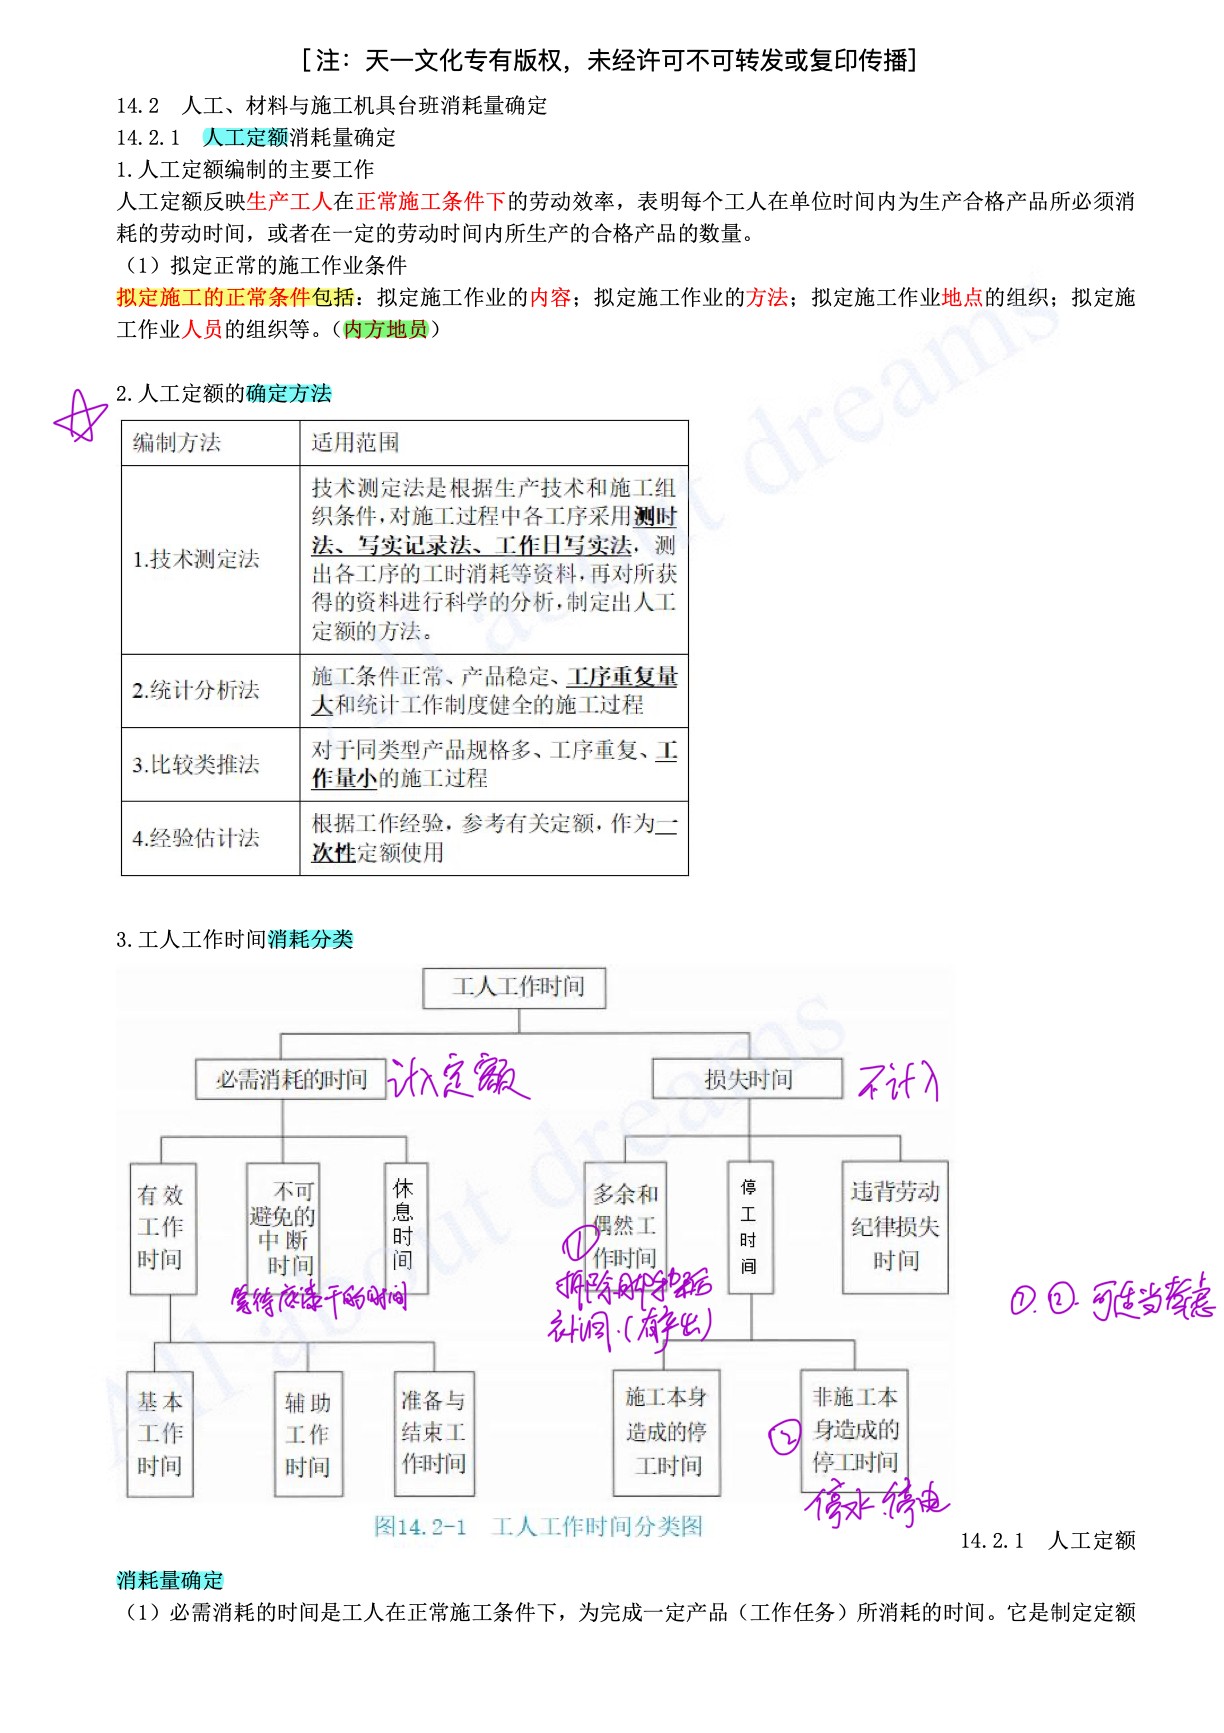 [注：天一文化专有版权，未经许可不可转发或复印传播]
14.2 人工、材料与施工机具台班消耗量确定
14.2.1 人工定额消耗量确定
1.人工定额编制的主要工作
人工定额反映生产工人在正常施工条件下的劳动效率，表明每个工人在单位时间内为生产合格产品所必须消
耗的劳动时间，或者在一定的劳动时间内所生产的合格产品的数量。
（1）拟定正常的施工作业条件
拟定施工的正常条件包括：拟定施工作业的内容；拟定施工作业的方法；拟定施工作业地点的组织；拟定施
工作业人员的组织等。（内方地员）
2.人工定额的确定方法
编制方法 适用范围
1.技术测定法
技术测定法是根据生产技术和施工组
织条件，对施工过程中各工序采用测时
法、写实记录法、工作日写实法，测
出各工序的工时消耗等资料，再对所获
得的资料进行科学的分析，制定出人工
定额的方法。
2.统计分析法
施工条件正常、产品稳定、工序重复量
大和统计工作制度健全的施工过程
3.比较类推法
对于同类型产品规格多、工序重复、工
作量小的施工过程
4.经验估计法
根据工作经验，参考有关定额，作为一
次性定额使用
3.工人工作时间消耗分类
工人工作时间
必需消耗的时间 计入定额
损失时间 不计入
有效
工作
时间
不可
避免的
中断
时间
等待底漆干的时间
休
息
时
间
多余和
偶然工
作时间
①
计间.(有产出)
停
工
时
间
违背劳动
纪律损失
时间
①.②.可适当考虑
基本
工作
时间
辅助
工作
时间
准备与
结束工
作时间
施工本身
造成的停
工时间
非施工本
身造成的
停工时间
②
停水.停电
图14.2-1 工人工作时间分类图
14.2.1 人工定额
消耗量确定
（1）必需消耗的时间是工人在正常施工条件下，为完成一定产品（工作任务）所消耗的时间。它是制定定额
All about dreams
All about dreams